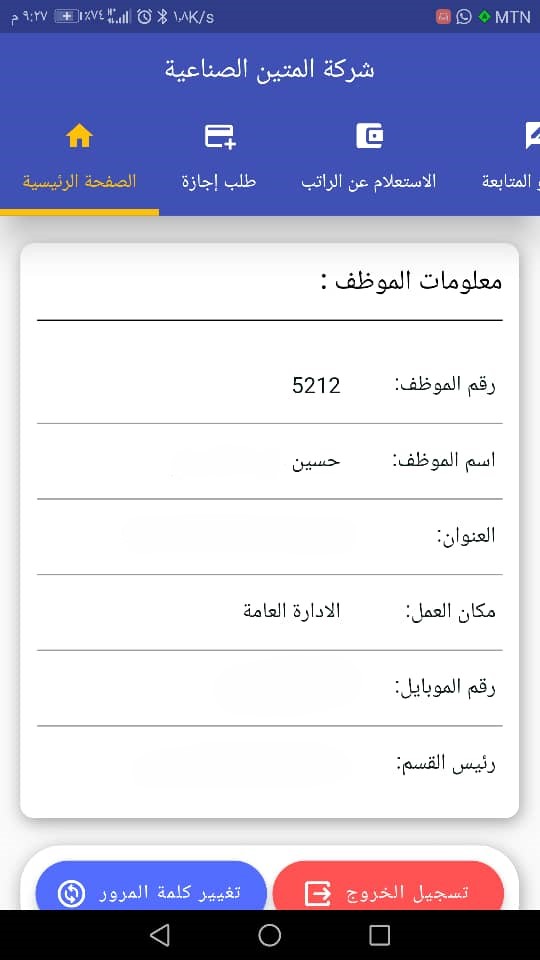 م ٩:٢٧ ٪٧٤ ١٫٨K/s MTN
شركة المتين الصناعية
الصفحة الرئيسية طلب إجازة الاستعلام عن الراتب و المتابعة
معلومات الموظف :
رقم الموظف: 5212
اسم الموظف: حسين
العنوان:
مكان العمل: الادارة العامة
رقم الموبايل:
رئيس القسم:
تسجيل الخروج
تغيير كلمة المرور